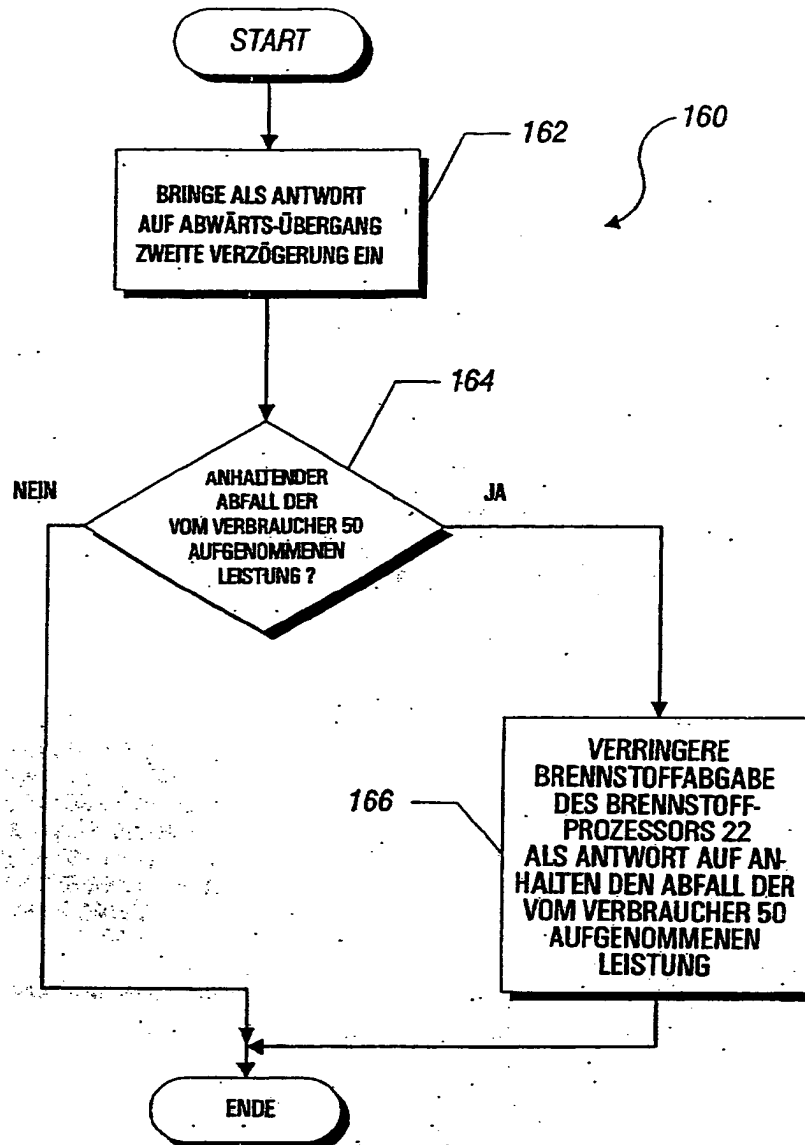 START
162
160
BRINGE ALS ANTWORT
AUF ABWÄRTS-ÜBERGANG
ZWEITE VERZÖGERUNG EIN
164
NEIN
JA
ANHALTENDER
ABFALL DER
VOM VERBRAUCHER 50
AUFGENOMMENEN
LEISTUNG ?
166
VERRINGERE
BRENNSTOFFABGABE
DES BRENNSTOFF-
PROZESSORS 22
ALS ANTWORT AUF AN-
HALTEN DEN ABFALL DER
VOM VERBRAUCHER 50
AUFGENOMMENEN
LEISTUNG
ENDE